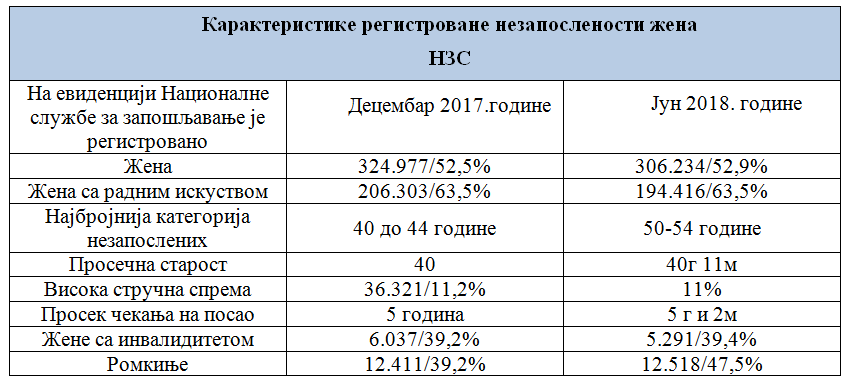 Карактеристике регистроване незапослености жена
НЗС
На евиденцији Националне
службе за запошљавање је
регистровано
Децембар 2017.године
Јун 2018. године
Жена
324.977/52,5%
306.234/52,9%
Жена са радним искуством
206.303/63,5%
194.416/63,5%
Најбројнија категорија
незапослених
40 до 44 године
50-54 године
Просечна старост
40
40г 11м
Висока стручна спрема
36.321/11,2%
11%
Просек чекања на посао
5 година
5 г и 2м
Жене са инвалидитетом
6.037/39,2%
5.291/39,4%
Ромкиње
12.411/39,2%
12.518/47,5%